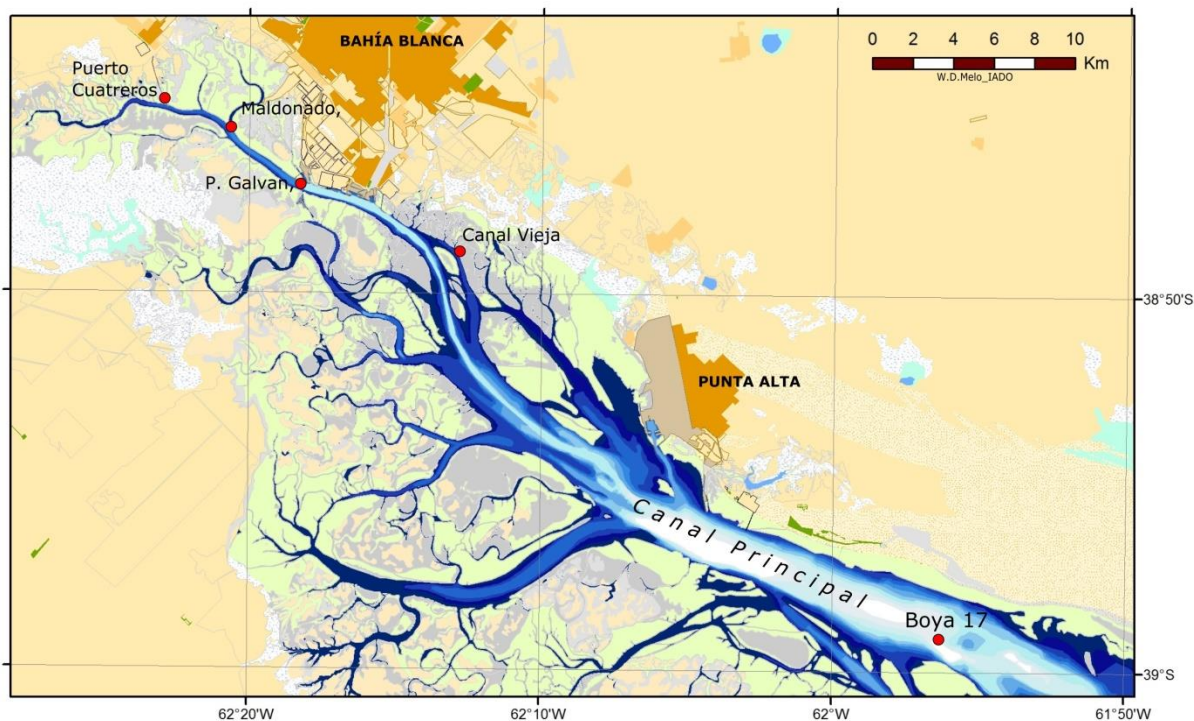 BAHÍA BLANCA
0 2 4 6 8 10 Km
W.D.Melo_IADO
Puerto
Cuatreros
Maldonado,
P. Galvan,
Canal Vieja
38°50'S
PUNTA ALTA
Canal Principal
Boya 17
39°S
62°20'W 62°10'W 62°W 61°50'W